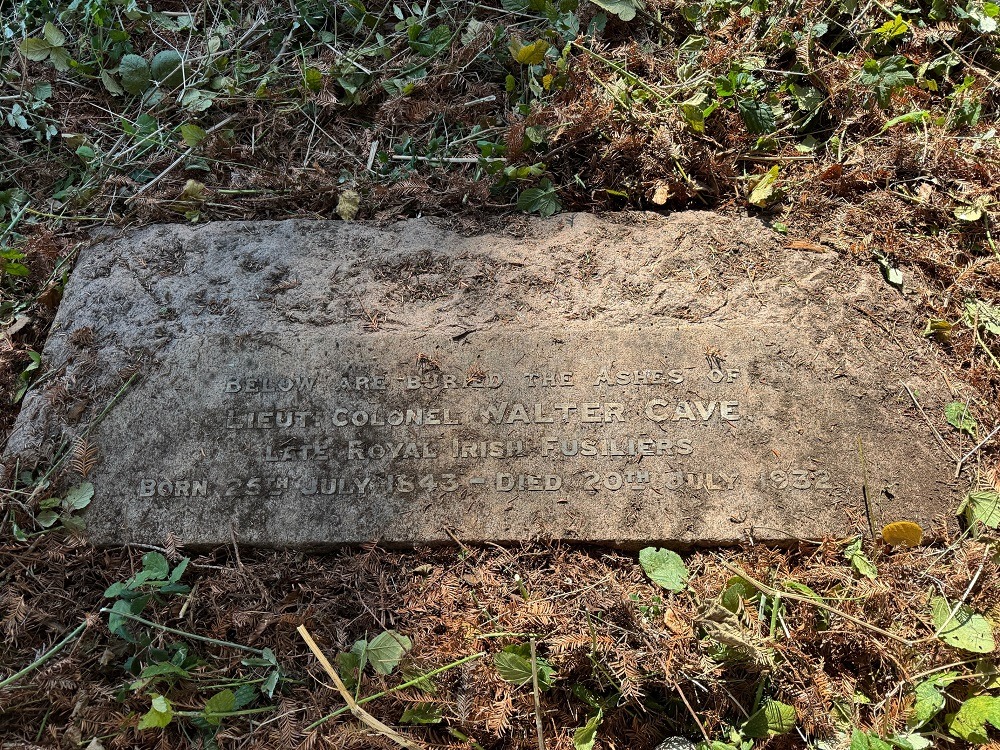 BELOW ARE BURIED THE ASHES OF
LIEUT. COLONEL WALTER CAVE
LATE ROYAL IRISH FUSILIERS
BORN 25TH JULY 1843 - DIED 20TH JULY 1932